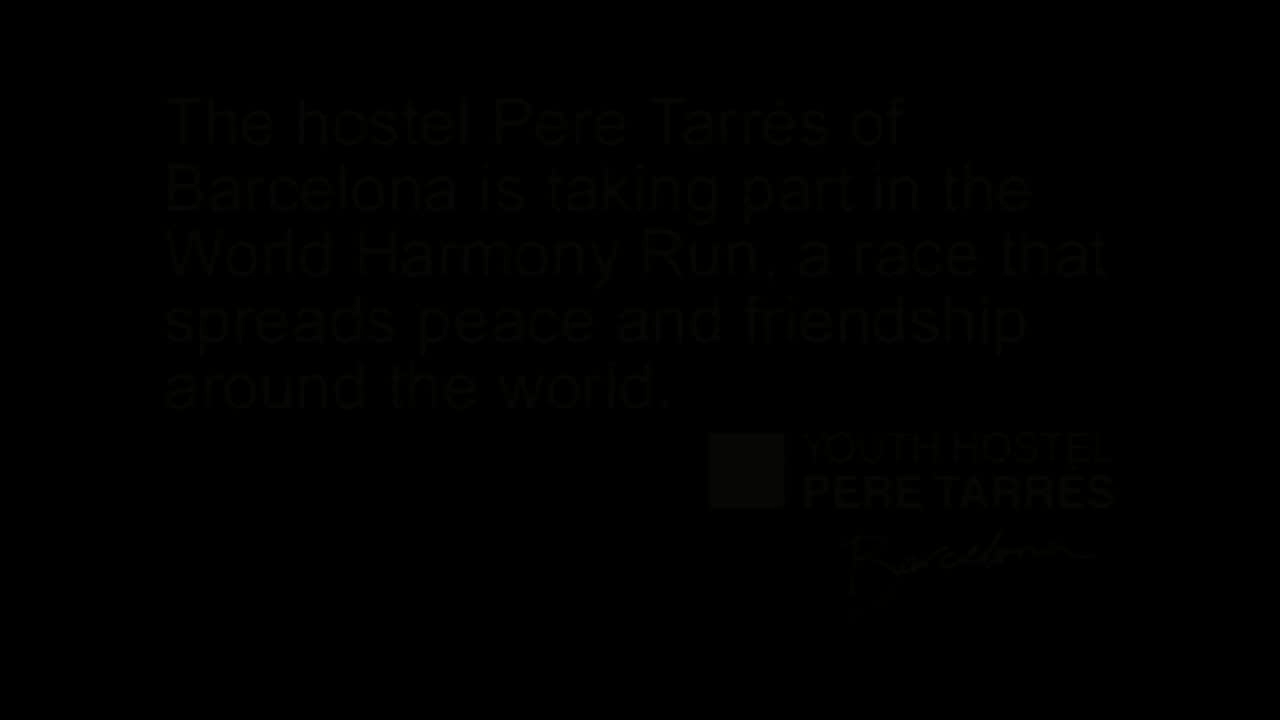 The hostel Pere Tarrés of
Barcelona is taking part in the
World Harmony Run, a race that
spreads peace and friendship
around the world.
YOUTH HOSTEL
PERE TARRES
Barcelona